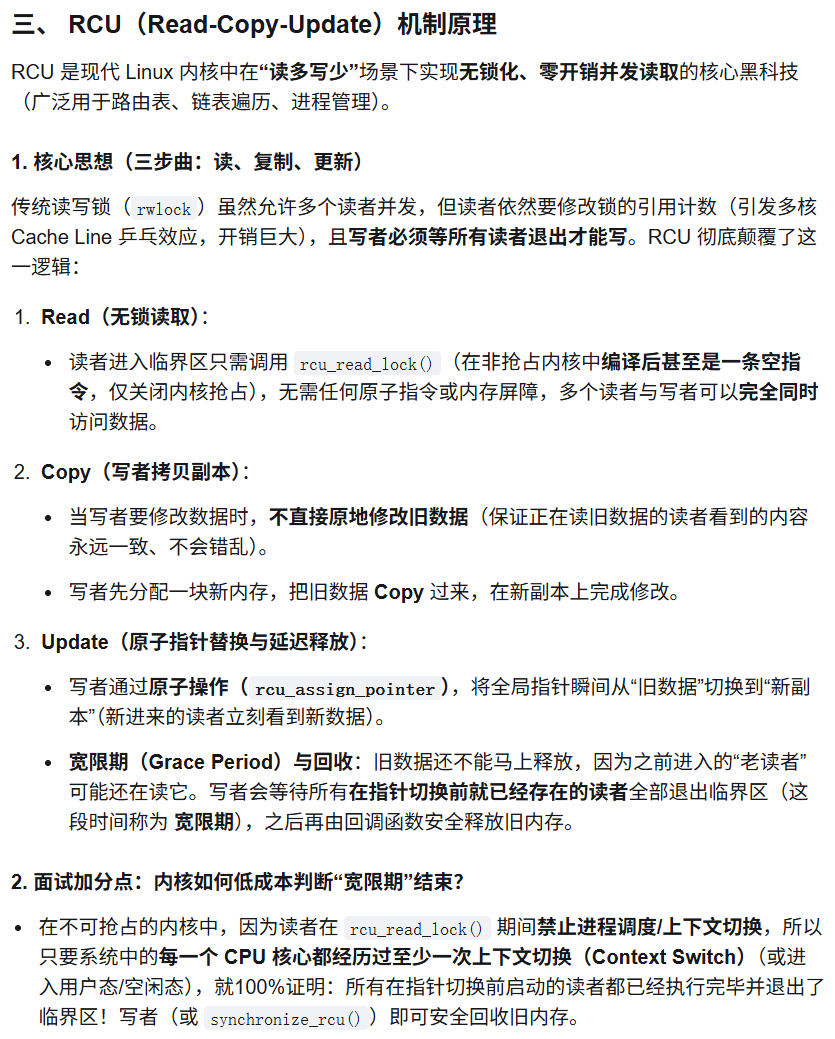 三、 RCU（Read-Copy-Update）机制原理
RCU 是现代 Linux 内核中在“读多写少”场景下实现无锁化、零开销并发读取的核心黑科技
（广泛用于路由表、链表遍历、进程管理）。
1. 核心思想（三步曲：读、复制、更新）
传统读写锁（ rwlock ）虽然允许多个读者并发，但读者依然要修改锁的引用计数（引发多核
Cache Line 乒乓效应，开销巨大），且写者必须等所有读者退出才能写。RCU 彻底颠覆了这
一逻辑：
1. Read（无锁读取）：
• 读者进入临界区只需调用 rcu_read_lock() （在非抢占内核中编译后甚至是一条空指
令，仅关闭内核抢占），无需任何原子指令或内存屏障，多个读者与写者可以完全同时
访问数据。
2. Copy（写者拷贝副本）：
• 当写者要修改数据时，不直接原地修改旧数据（保证正在读旧数据的读者看到的内容
永远一致、不会错乱）。
• 写者先分配一块新内存，把旧数据 Copy 过来，在新副本上完成修改。
3. Update（原子指针替换与延迟释放）：
• 写者通过原子操作（ rcu_assign_pointer ），将全局指针瞬间从“旧数据”切换到“新副
本”（新进来的读者立刻看到新数据）。
• 宽限期（Grace Period）与回收：旧数据还不能马上释放，因为之前进入的“老读者”
可能还在读它。写者会等待所有在指针切换前就已经存在的读者全部退出临界区（这
段时间称为 宽限期），之后再由回调函数安全释放旧内存。
2. 面试加分点：内核如何低成本判断“宽限期”结束？
• 在不可抢占的内核中，因为读者在 rcu_read_lock() 期间禁止进程调度/上下文切换，所以
只要系统中的每一个 CPU 核心都经历过至少一次上下文切换（Context Switch）（或进
入用户态/空闲态），就100%证明：所有在指针切换前启动的读者都已经执行完毕并退出了
临界区！写者（或 synchronize_rcu() ）即可安全回收旧内存。